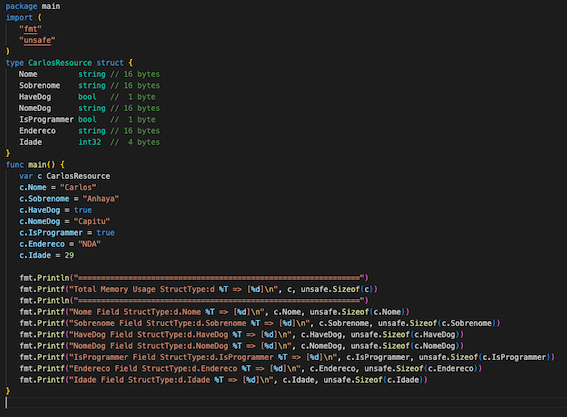 package main
import (
"fmt"
"unsafe"
)
type CarlosResource struct {
Nome string // 16 bytes
Sobrenome string // 16 bytes
HaveDog bool // 1 byte
NomeDog string // 16 bytes
IsProgrammer bool // 1 byte
Endereco string // 16 bytes
Idade int32 // 4 bytes
}
func main() {
var c CarlosResource
c.Nome = "Carlos"
c.Sobrenome = "Anhaya"
c.HaveDog = true
c.NomeDog = "Capitu"
c.IsProgrammer = true
c.Endereco = "NDA"
c.Idade = 29
fmt.Println("=============================================================")
fmt.Printf("Total Memory Usage StructType:d %T => [%d]\n", c, unsafe.Sizeof(c))
fmt.Println("=============================================================")
fmt.Printf("Nome Field StructType:d.Nome %T => [%d]\n", c.Nome, unsafe.Sizeof(c.Nome))
fmt.Printf("Sobrenome Field StructType:d.Sobrenome %T => [%d]\n", c.Sobrenome, unsafe.Sizeof(c.Sobrenome))
fmt.Printf("HaveDog Field StructType:d.HaveDog %T => [%d]\n", c.HaveDog, unsafe.Sizeof(c.HaveDog))
fmt.Printf("NomeDog Field StructType:d.NomeDog %T => [%d]\n", c.NomeDog, unsafe.Sizeof(c.NomeDog))
fmt.Printf("IsProgrammer Field StructType:d.IsProgrammer %T => [%d]\n", c.IsProgrammer, unsafe.Sizeof(c.IsProgrammer))
fmt.Printf("Endereco Field StructType:d.Endereco %T => [%d]\n", c.Endereco, unsafe.Sizeof(c.Endereco))
fmt.Printf("Idade Field StructType:d.Idade %T => [%d]\n", c.Idade, unsafe.Sizeof(c.Idade))
}